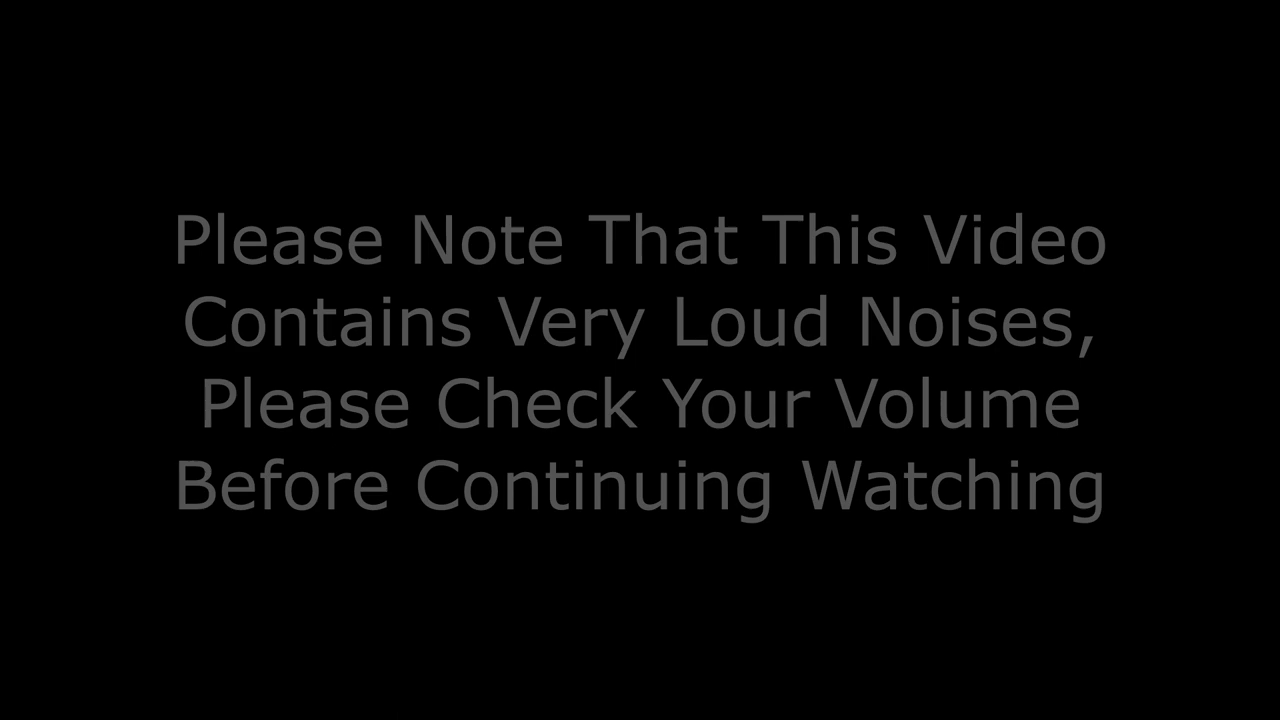 Please Note That This Video
Contains Very Loud Noises,
Please Check Your Volume
Before Continuing Watching